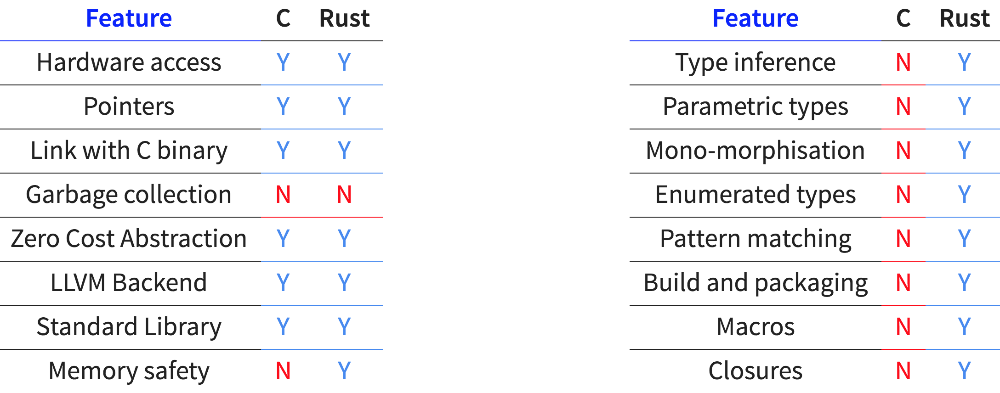 Feature C Rust
Hardware access Y Y
Pointers Y Y
Link with C binary Y Y
Garbage collection N N
Zero Cost Abstraction Y Y
LLVM Backend Y Y
Standard Library Y Y
Memory safety N Y
Feature C Rust
Type inference N Y
Parametric types N Y
Mono-morphisation N Y
Enumerated types N Y
Pattern matching N Y
Build and packaging N Y
Macros N Y
Closures N Y